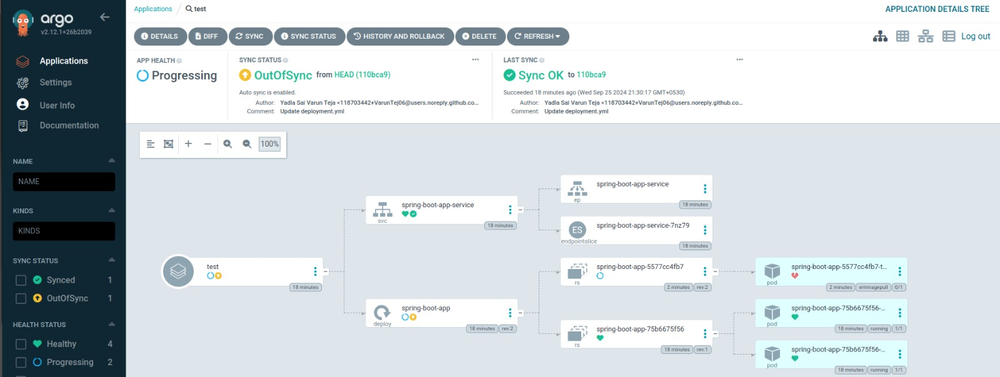 argo
v2.12.1+26b2039
Applications
Settings
User Info
Documentation
NAME
NAME
KINDS
KINDS
SYNC STATUS
Synced 1
OutOfSync 1
HEALTH STATUS
Healthy 4
Progressing 2
Applications / test
APPLICATION DETAILS TREE
DETAILS DIFF SYNC SYNC STATUS HISTORY AND ROLLBACK DELETE REFRESH
Log out
APP HEALTH
Progressing
SYNC STATUS
OutOfSync from HEAD (110bca9)
Auto sync is enabled.
Author: Yadla Sai Varun Teja <118703442+VarunTej06@users.noreply.github.co...
Comment: Update deployment.yml
LAST SYNC
Sync OK to 110bca9
Succeeded 18 minutes ago (Wed Sep 25 2024 21:30:17 GMT+0530)
Author: Yadla Sai Varun Teja <118703442+VarunTej06@users.noreply.github.co...
Comment: Update deployment.yml
100%
test
18 minutes
spring-boot-app-service
svc
18 minutes
spring-boot-app
deploy
18 minutes rev:2
spring-boot-app-service
ep
18 minutes
spring-boot-app-service-7nz79
ES
endpointslice
18 minutes
spring-boot-app-5577cc4fb7
rs
2 minutes rev:2
spring-boot-app-75b6675f56
rs
18 minutes rev:1
spring-boot-app-5577cc4fb7-t...
pod
2 minutes errimagepull 0/1
spring-boot-app-75b6675f56-...
pod
18 minutes running 1/1
spring-boot-app-75b6675f56-...
pod
18 minutes running 1/1